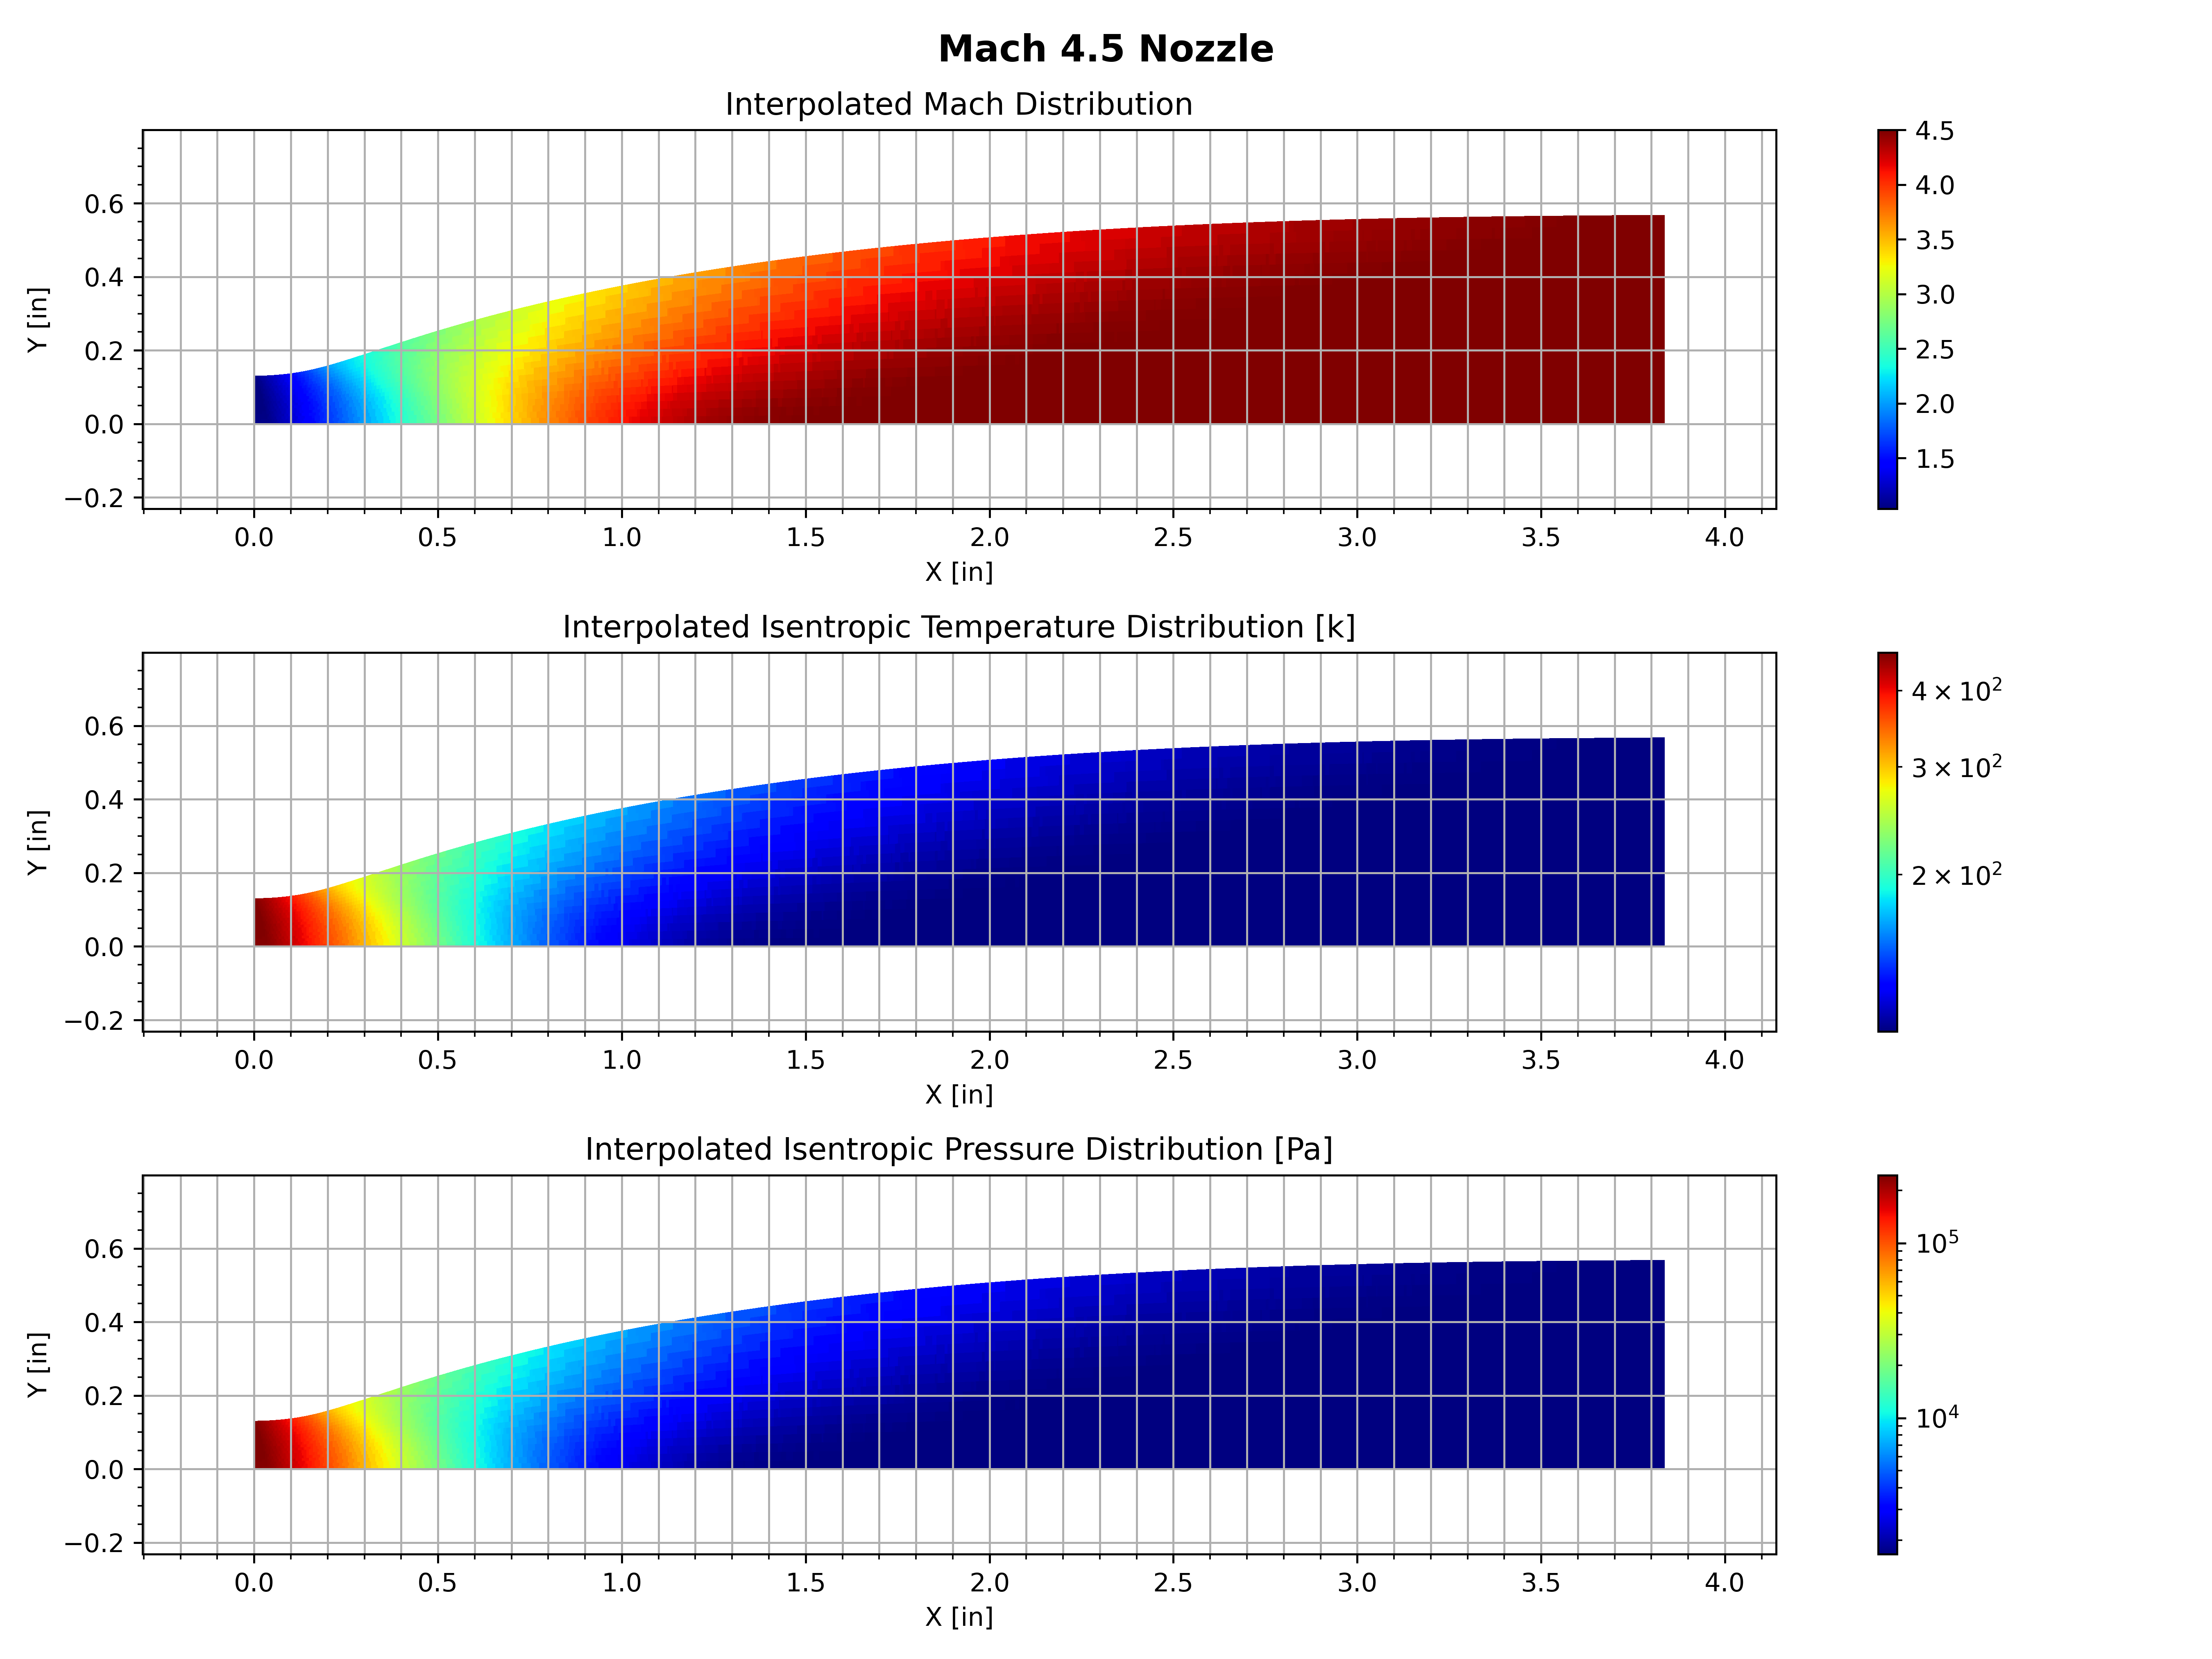 Mach 4.5 Nozzle
Interpolated Mach Distribution
Y [in]
0.6
0.4
0.2
0.0
−0.2
0.0 0.5 1.0 1.5 2.0 2.5 3.0 3.5 4.0
X [in]
4.5
4.0
3.5
3.0
2.5
2.0
1.5
Interpolated Isentropic Temperature Distribution [k]
Y [in]
0.6
0.4
0.2
0.0
−0.2
0.0 0.5 1.0 1.5 2.0 2.5 3.0 3.5 4.0
X [in]
4 × 10²
3 × 10²
2 × 10²
Interpolated Isentropic Pressure Distribution [Pa]
Y [in]
0.6
0.4
0.2
0.0
−0.2
0.0 0.5 1.0 1.5 2.0 2.5 3.0 3.5 4.0
X [in]
10⁵
10⁴